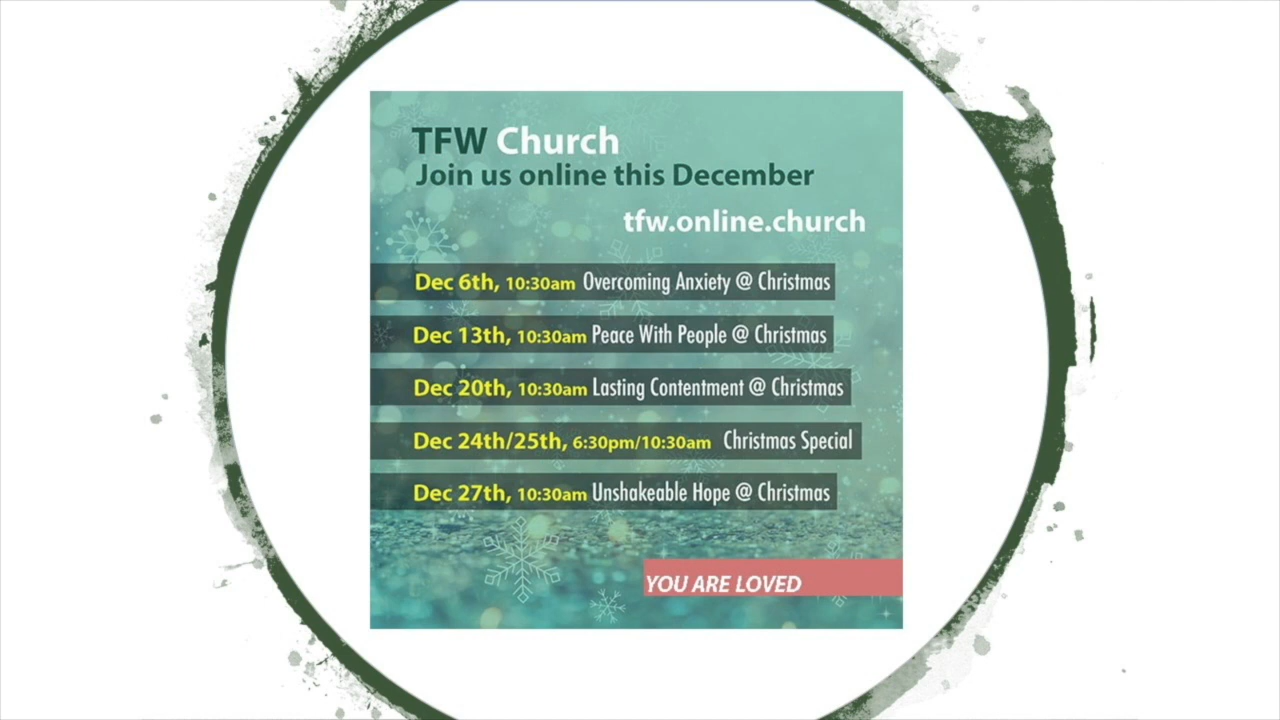 TFW Church
Join us online this December
tfw.online.church
Dec 6th, 10:30am Overcoming Anxiety @ Christmas
Dec 13th, 10:30am Peace With People @ Christmas
Dec 20th, 10:30am Lasting Contentment @ Christmas
Dec 24th/25th, 6:30pm/10:30am Christmas Special
Dec 27th, 10:30am Unshakeable Hope @ Christmas
YOU ARE LOVED